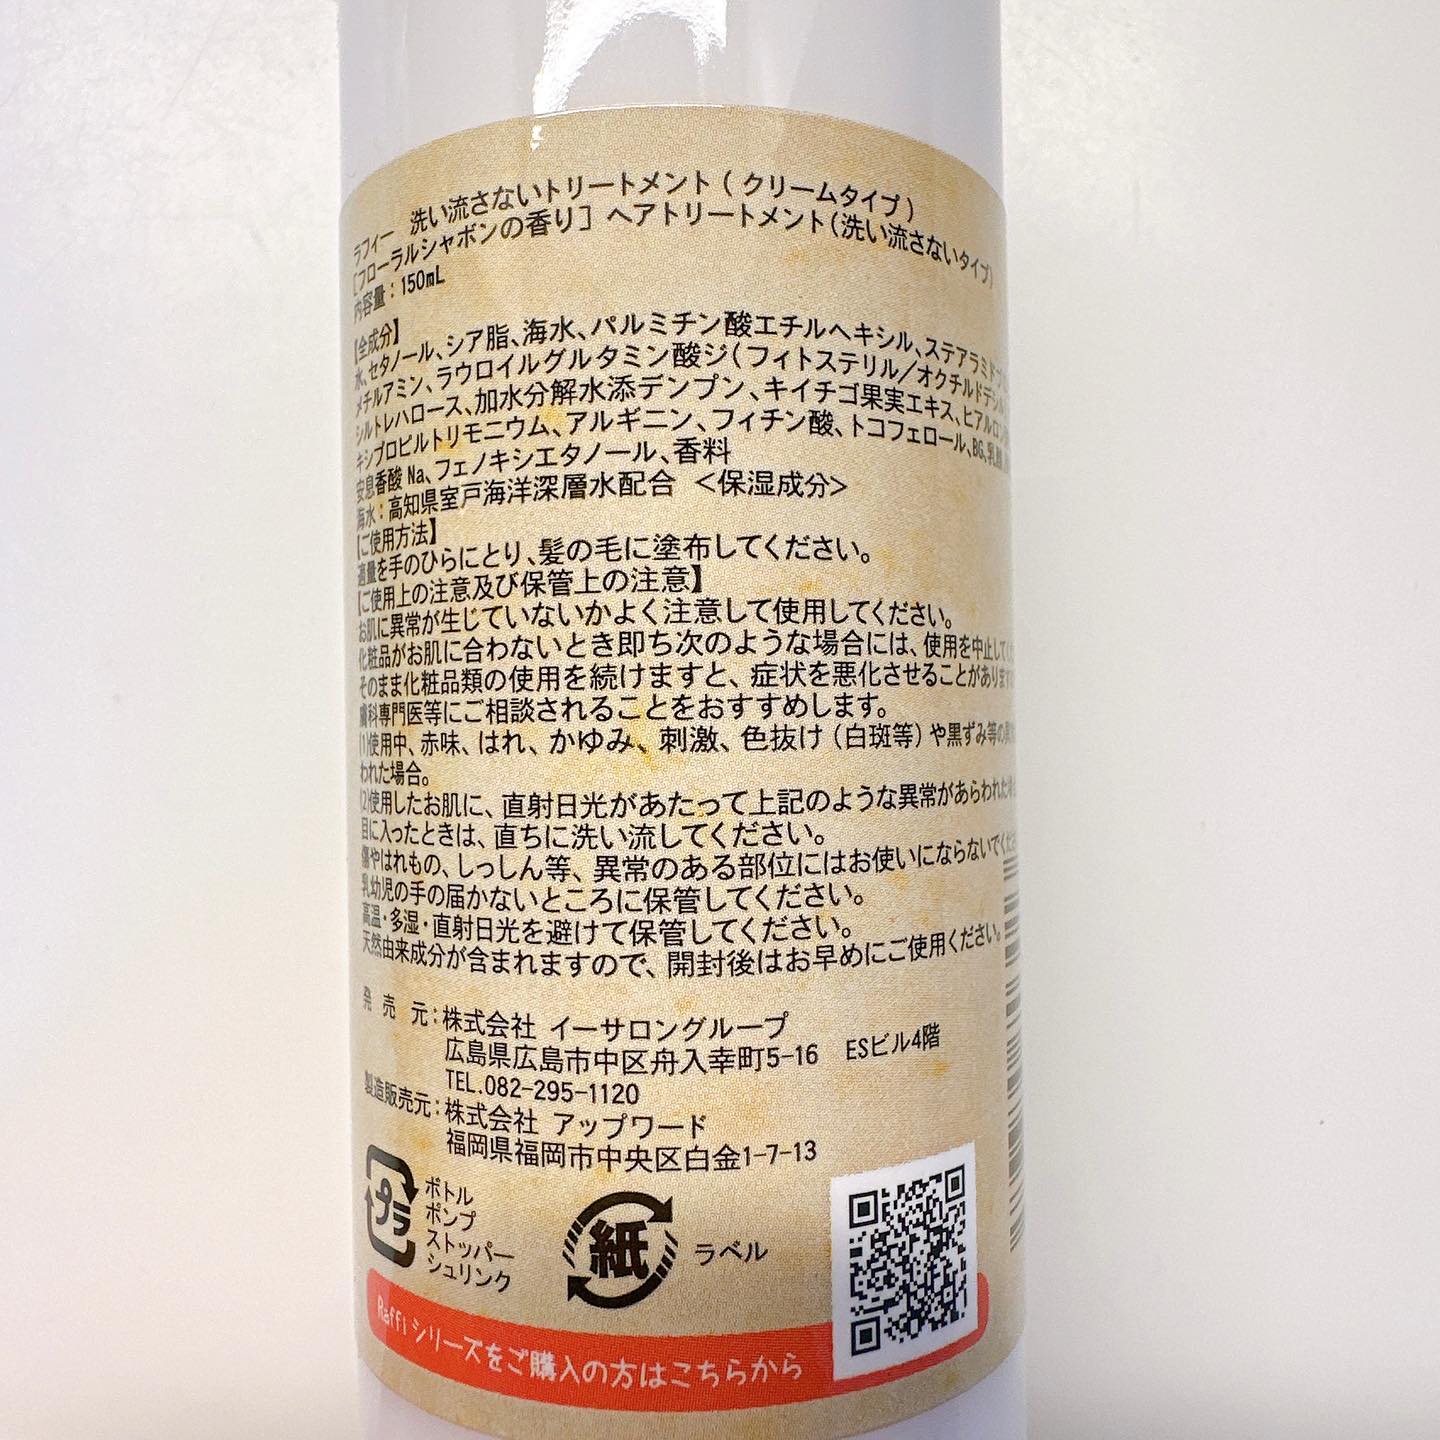 ラフィー 洗い流さないトリートメント(クリームタイプ)
[フローラルシャボンの香り] ヘアトリートメント(洗い流さないタイプ)
内容量:150mL
【全成分】
水、セタノール、シア脂、海水、パルミチン酸エチルヘキシル、ステアラミドプロ
メチルアミン、ラウロイルグルタミン酸ジ(フィトステリル/オクチルドデシル
シルトレハロース、加水分解水添デンプン、キイチゴ果実エキス、ヒアルロン
キシプロピルトリモニウム、アルギニン、フィチン酸、トコフェロール、BG、乳酸、
安息香酸Na、フェノキシエタノール、香料
海水:高知県室戸海洋深層水配合 <保湿成分>
【ご使用方法】
適量を手のひらにとり、髪の毛に塗布してください。
【ご使用上の注意及び保管上の注意】
お肌に異常が生じていないかよく注意して使用してください。
化粧品がお肌に合わないとき即ち次のような場合には、使用を中止して
そのまま化粧品類の使用を続けますと、症状を悪化させることがあります
膚科専門医等にご相談されることをおすすめします。
(1)使用中、赤味、はれ、かゆみ、刺激、色抜け(白斑等)や黒ずみ等の異常
われた場合。
(2)使用したお肌に、直射日光があたって上記のような異常があらわれた場合
目に入ったときは、直ちに洗い流してください。
傷やはれもの、しっしん等、異常のある部位にはお使いにならないでください
乳幼児の手の届かないところに保管してください。
高温・多湿・直射日光を避けて保管してください。
天然由来成分が含まれますので、開封後はお早めにご使用ください。
発売元:株式会社 イーサロングループ
広島県広島市中区舟入幸町5-16 ESビル4階
TEL.082-295-1120
製造販売元:株式会社 アップワード
福岡県福岡市中央区白金1-7-13
プラ
ボトル
ポンプ
ストッパー
シュリンク
紙
ラベル
Raffiシリーズをご購入の方はこちらから